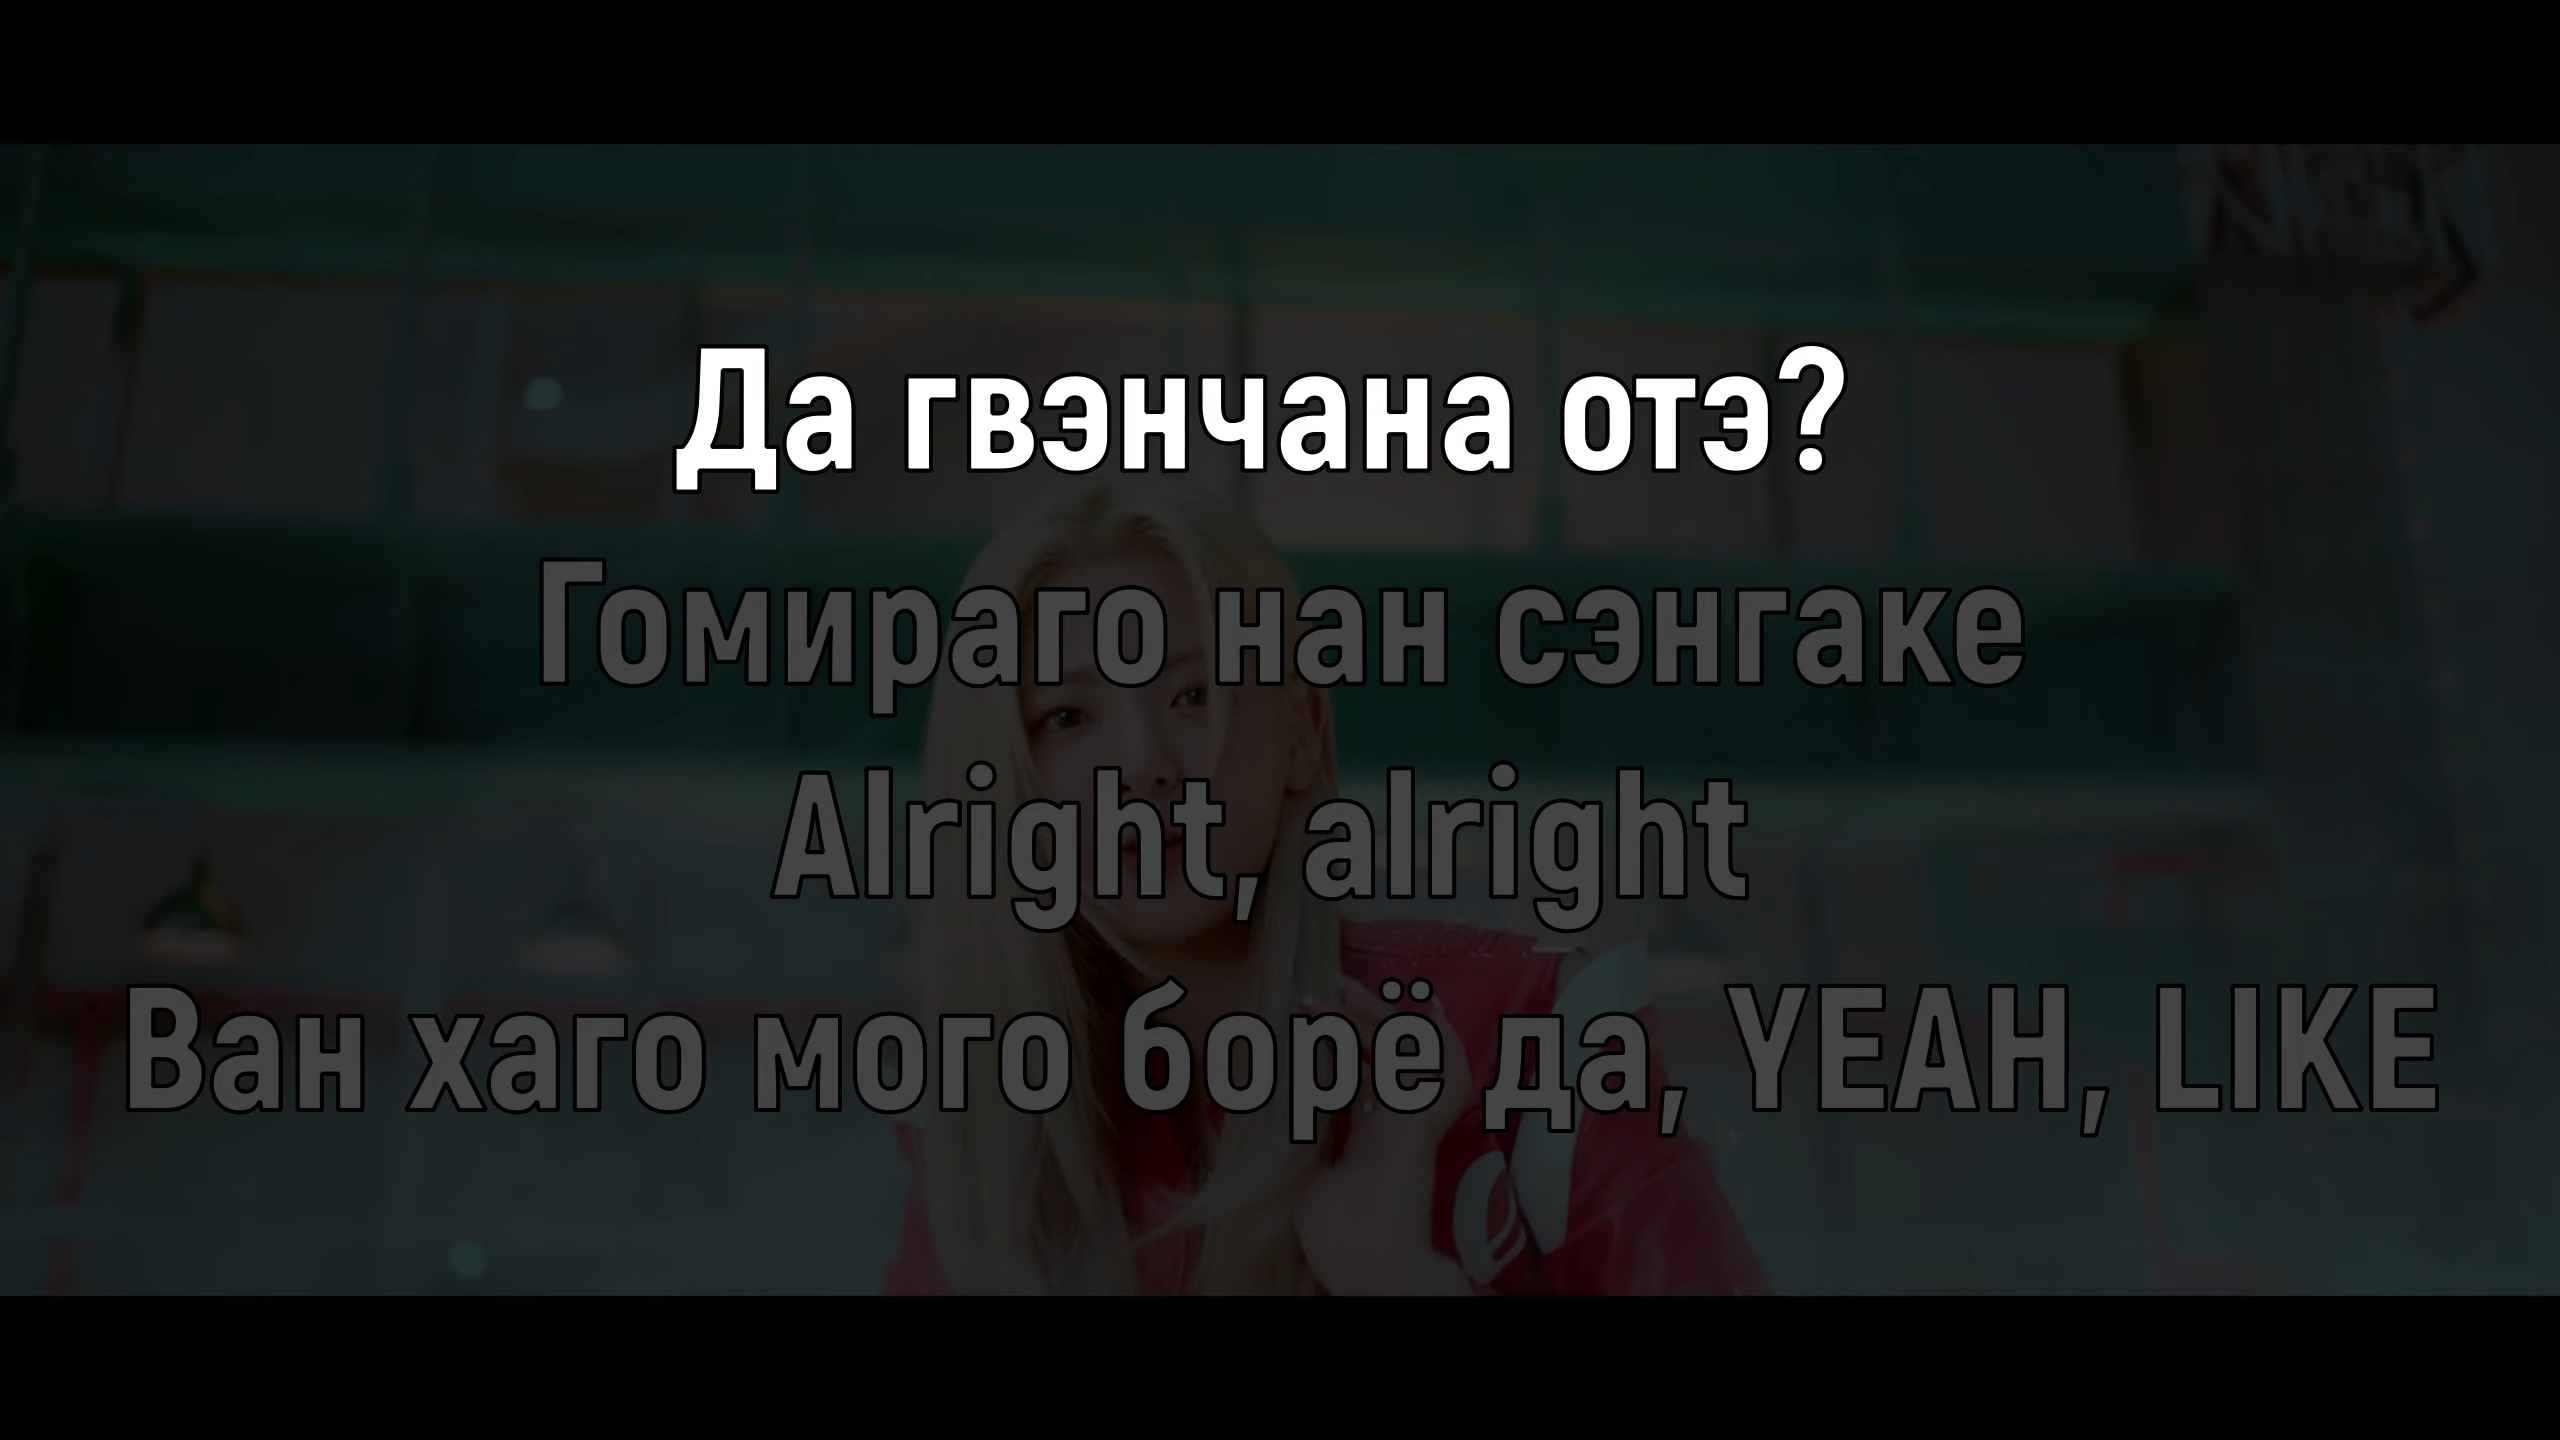 Да гвэнчана отэ?
Гомираго нан сэнгаке
Alright, alright
Ван хаго мого борё да, YEAH, LIKE